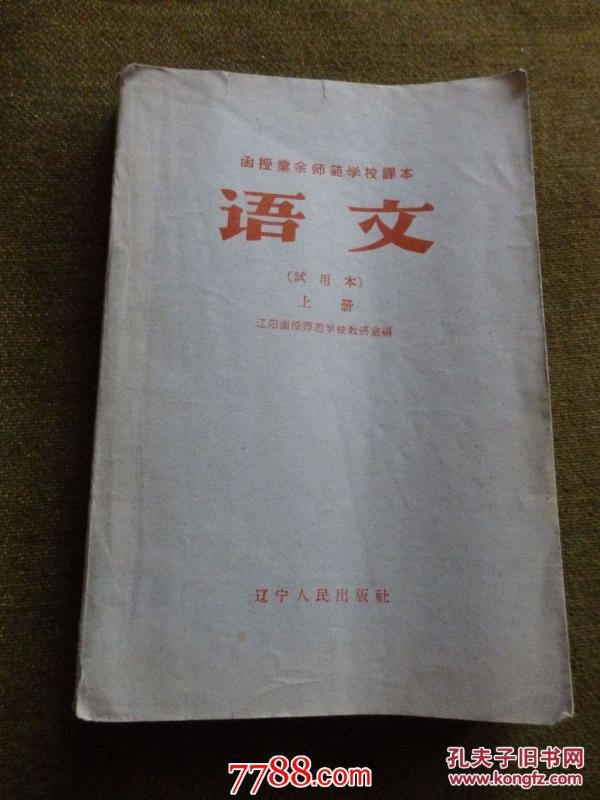 函授業余师範学校課本
语文
(試用本)
上册
辽阳函授师范学校教研室编
辽宁人民出版社
7788.com
孔夫子旧书网
www.kongfz.com